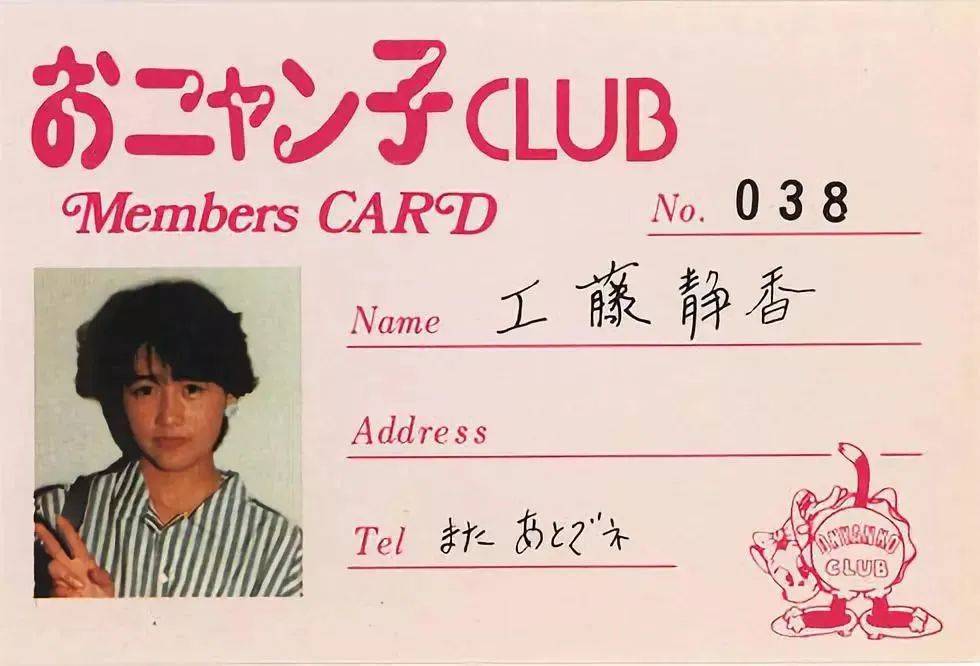 おニャン子CLUB
Members CARD
No. 038
Name 工藤静香
Address
Tel またあとでネ
ANYANKO
CLUB